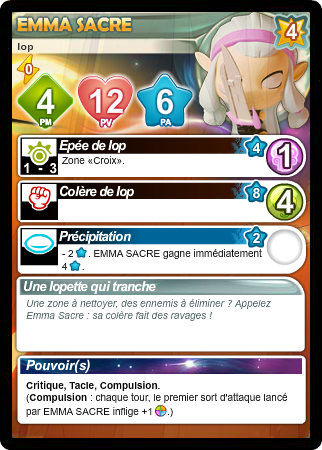 EMMA SACRE
4
Iop
0
4
PM
12
PV
6
PA
Epée de Iop
4
1
1 - 3
Zone «Croix».
Colère de Iop
8
4
Précipitation
2
- 2 . EMMA SACRE gagne immédiatement
4 .
Une lopette qui tranche
Une zone à nettoyer, des ennemis à éliminer ? Appelez
Emma Sacre : sa colère fait des ravages !
Pouvoir(s)
Critique, Tacle, Compulsion.
(Compulsion : chaque tour, le premier sort d'attaque lancé
par EMMA SACRE inflige +1 .)